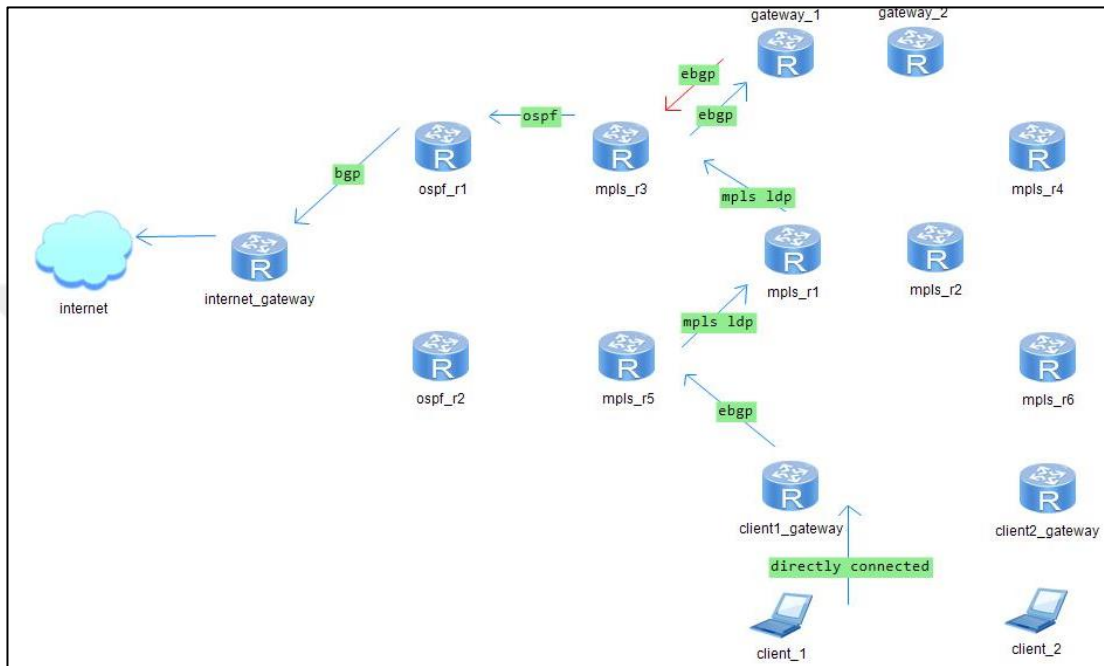 gateway_1
gateway_2
ebgp
ebgp
ospf
R
R
R
R
R
ospf_r1
mpls_r3
mpls_r4
bgp
mpls ldp
R
R
R
internet
internet_gateway
mpls_r1
mpls_r2
mpls ldp
R
R
R
ospf_r2
mpls_r5
mpls_r6
ebgp
R
R
client1_gateway
client2_gateway
directly connected
client_1
client_2